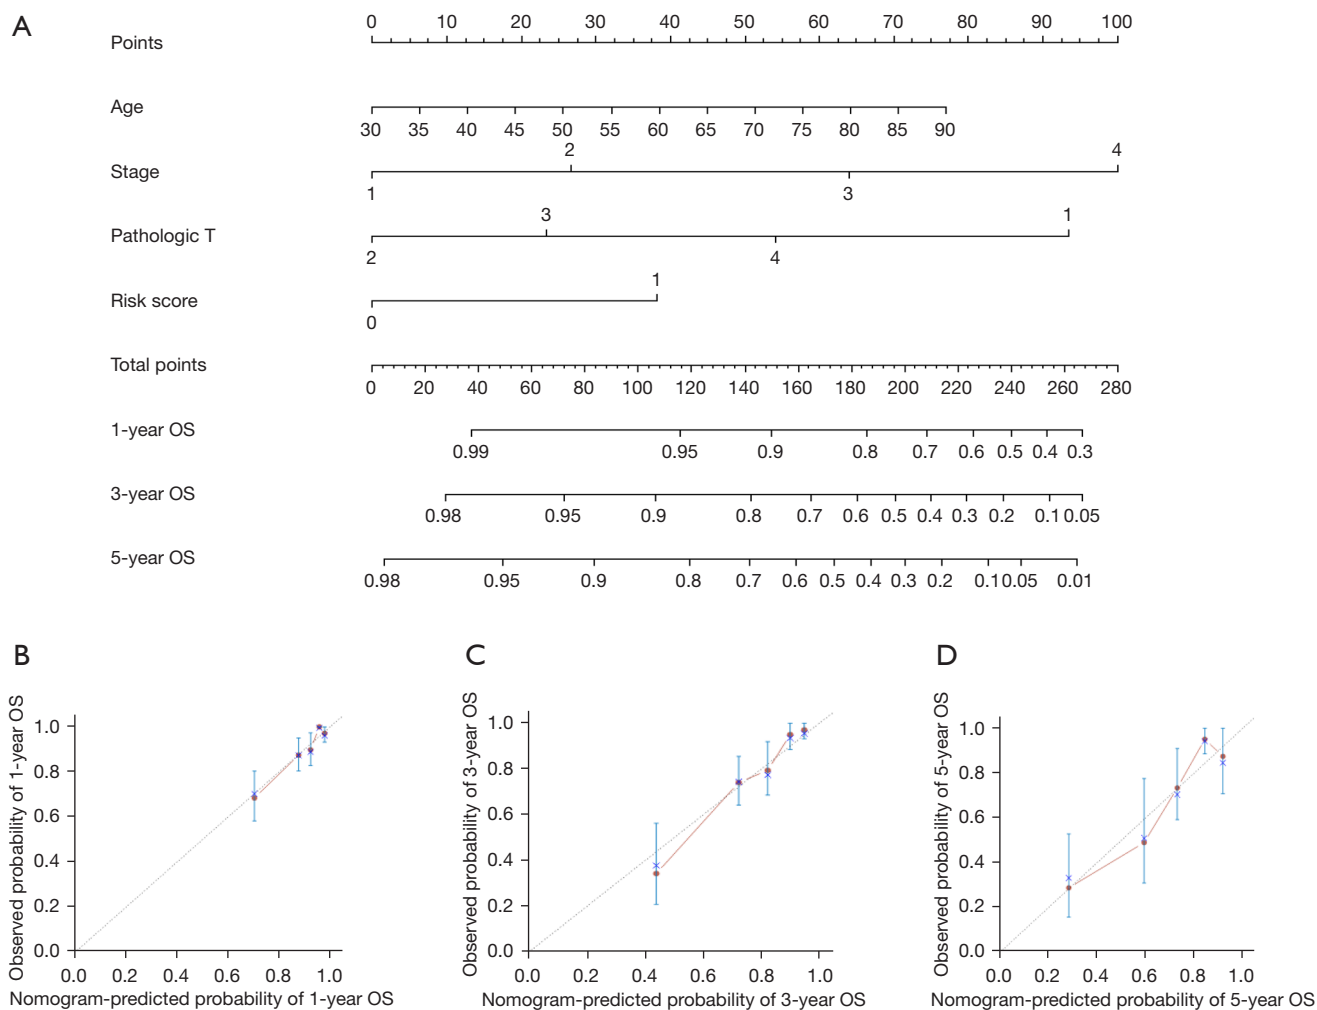 A
0 10 20 30 40 50 60 70 80 90 100
Points
Age
30 35 40 45 50 55 60 65 70 75 80 85 90
2 4
Stage
1 3
3 1
Pathologic T
2 4
1
Risk score
0
Total points
0 20 40 60 80 100 120 140 160 180 200 220 240 260 280
1-year OS
0.99 0.95 0.9 0.8 0.7 0.6 0.5 0.4 0.3
3-year OS
0.98 0.95 0.9 0.8 0.7 0.6 0.5 0.4 0.3 0.2 0.1 0.05
5-year OS
0.98 0.95 0.9 0.8 0.7 0.6 0.5 0.4 0.3 0.2 0.1 0.05 0.01
B
Observed probability of 1-year OS
1.0
0.8
0.6
0.4
0.2
0.0
0.0 0.2 0.4 0.6 0.8 1.0
Nomogram-predicted probability of 1-year OS
C
Observed probability of 3-year OS
1.0
0.8
0.6
0.4
0.2
0.0
0.0 0.2 0.4 0.6 0.8 1.0
Nomogram-predicted probability of 3-year OS
D
Observed probability of 5-year OS
1.0
0.8
0.6
0.4
0.2
0.0
0.0 0.2 0.4 0.6 0.8 1.0
Nomogram-predicted probability of 5-year OS